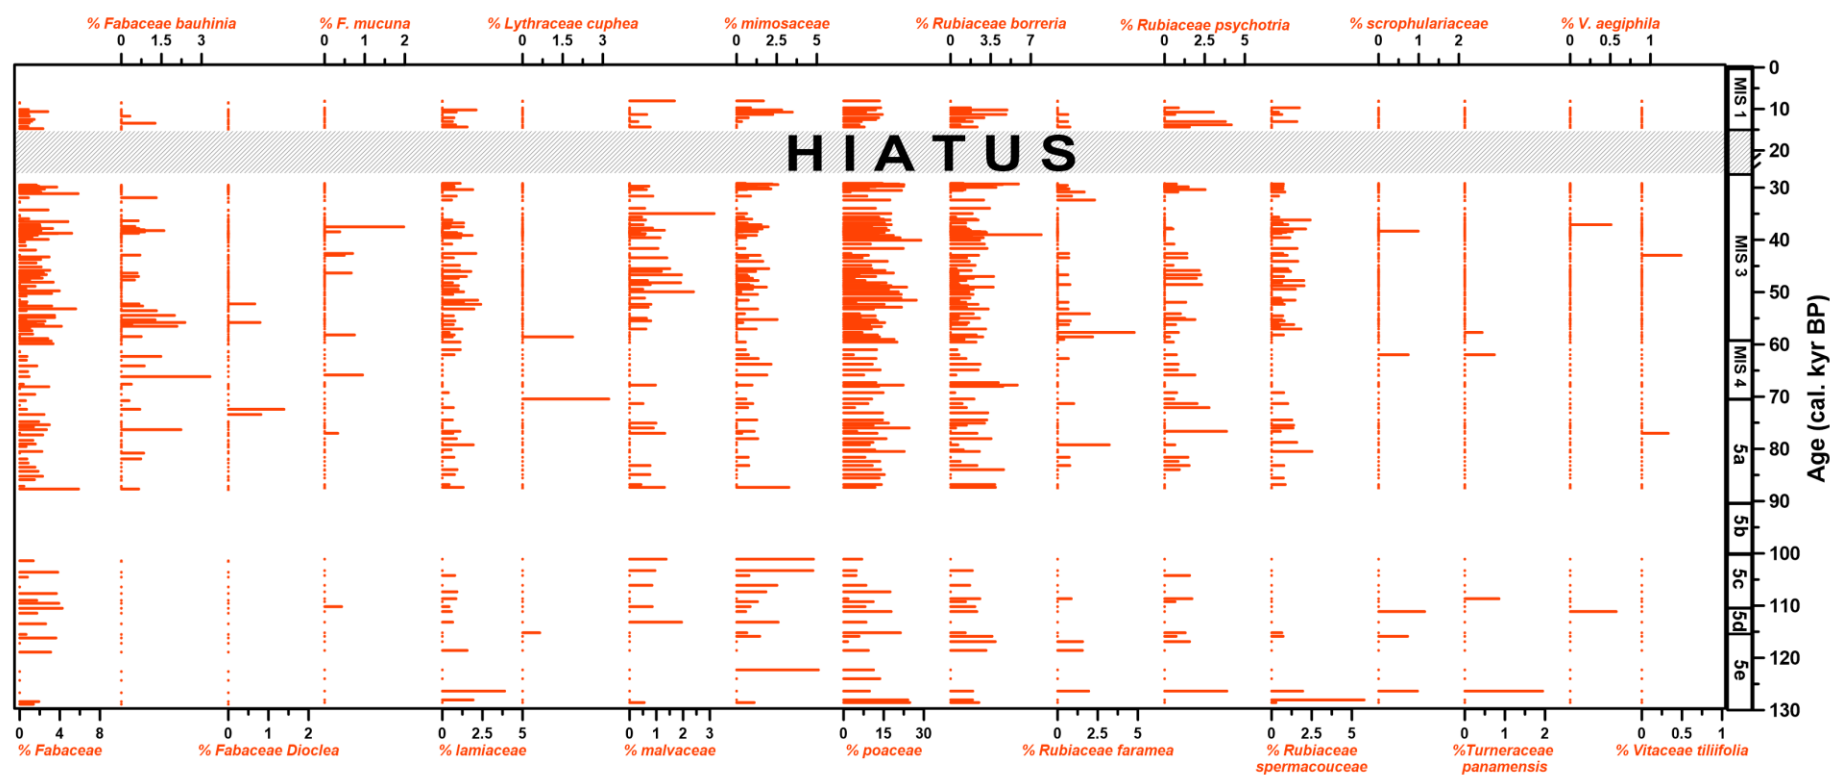 % Fabaceae bauhinia % F. mucuna % Lythraceae cuphea % mimosaceae % Rubiaceae borreria % Rubiaceae psychotria % scrophulariaceae % V. aegiphila
0 1.5 3 0 1 2 0 1.5 3 0 2.5 5 0 3.5 7 0 2.5 5 0 1 2 0 0.5 1
HIATUS
MIS 1
MIS 3
MIS 4
5a
5b
5c
5d
5e
0
10
20
30
40
50
60
70
80
90
100
110
120
130
Age (cal. kyr BP)
0 4 8 0 1 2 0 2.5 5 0 1 2 3 0 15 30 0 2.5 5 0 2.5 5 0 1 2 0 0.5 1
% Fabaceae % Fabaceae Dioclea % lamiaceae % malvaceae % poaceae % Rubiaceae faramea % Rubiaceae %Turneraceae % Vitaceae tiliifolia
spermacouceae panamensis